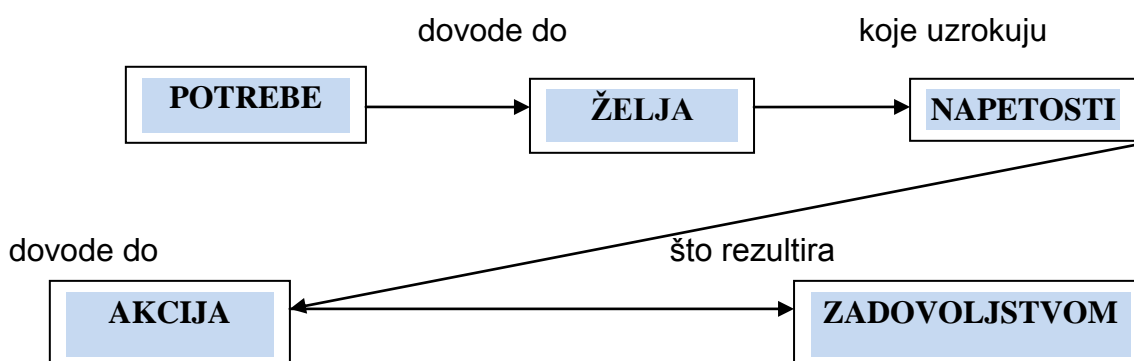 dovode do
koje uzrokuju
POTREBE
ŽELJA
NAPETOSTI
dovode do
što rezultira
AKCIJA
ZADOVOLJSTVOM